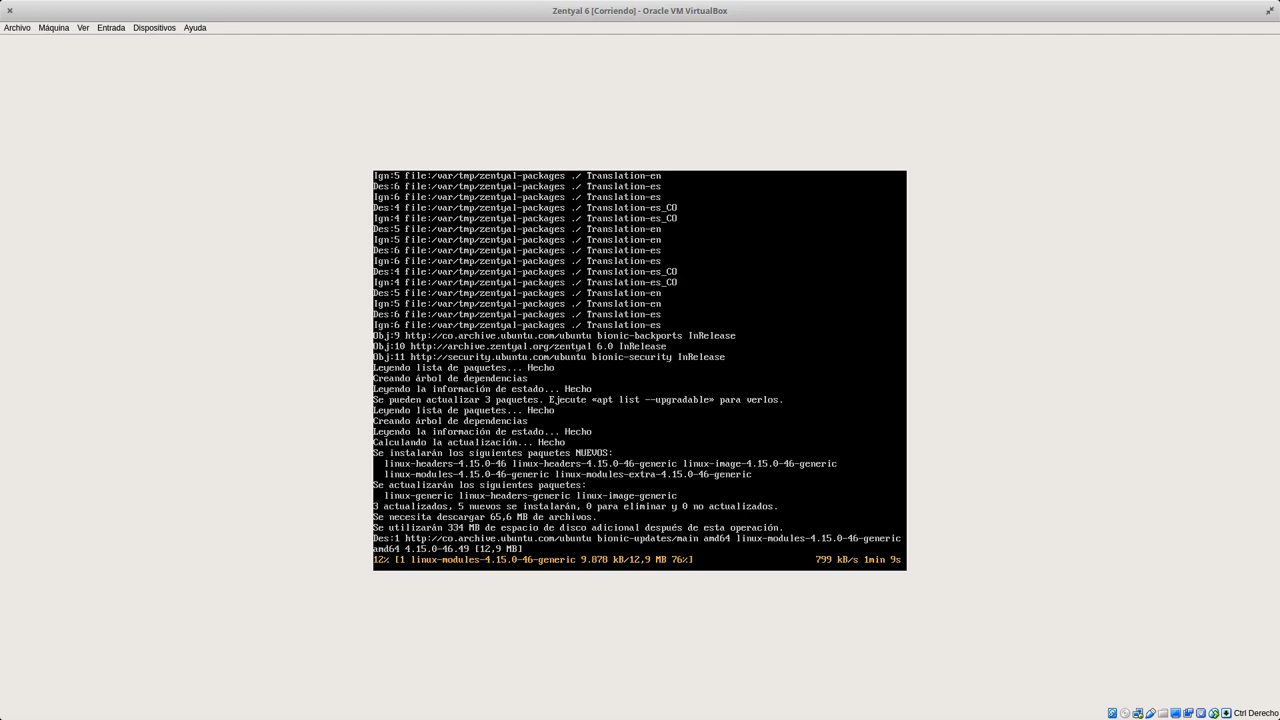 Zentyal 6 [Corriendo] - Oracle VM VirtualBox
Archivo Máquina Ver Entrada Dispositivos Ayuda
Ign:5 file:/var/tmp/zentyal-packages ./ Translation-en
Des:6 file:/var/tmp/zentyal-packages ./ Translation-es
Ign:6 file:/var/tmp/zentyal-packages ./ Translation-es
Des:4 file:/var/tmp/zentyal-packages ./ Translation-es_CO
Ign:4 file:/var/tmp/zentyal-packages ./ Translation-es_CO
Des:5 file:/var/tmp/zentyal-packages ./ Translation-en
Ign:5 file:/var/tmp/zentyal-packages ./ Translation-en
Des:6 file:/var/tmp/zentyal-packages ./ Translation-es
Ign:6 file:/var/tmp/zentyal-packages ./ Translation-es
Des:4 file:/var/tmp/zentyal-packages ./ Translation-es_CO
Ign:4 file:/var/tmp/zentyal-packages ./ Translation-es_CO
Des:5 file:/var/tmp/zentyal-packages ./ Translation-en
Ign:5 file:/var/tmp/zentyal-packages ./ Translation-en
Des:6 file:/var/tmp/zentyal-packages ./ Translation-es
Ign:6 file:/var/tmp/zentyal-packages ./ Translation-es
Obj:9 http://co.archive.ubuntu.com/ubuntu bionic-backports InRelease
Obj:10 http://archive.zentyal.org/zentyal 6.0 InRelease
Obj:11 http://security.ubuntu.com/ubuntu bionic-security InRelease
Leyendo lista de paquetes... Hecho
Creando árbol de dependencias
Leyendo la información de estado... Hecho
Se pueden actualizar 3 paquetes. Ejecute «apt list --upgradable» para verlos.
Leyendo lista de paquetes... Hecho
Creando árbol de dependencias
Leyendo la información de estado... Hecho
Calculando la actualización... Hecho
Se instalarán los siguientes paquetes NUEVOS:
linux-headers-4.15.0-46 linux-headers-4.15.0-46-generic linux-image-4.15.0-46-generic
linux-modules-4.15.0-46-generic linux-modules-extra-4.15.0-46-generic
Se actualizarán los siguientes paquetes:
linux-generic linux-headers-generic linux-image-generic
3 actualizados, 5 nuevos se instalarán, 0 para eliminar y 0 no actualizados.
Se necesita descargar 65,6 MB de archivos.
Se utilizarán 334 MB de espacio de disco adicional después de esta operación.
Des:1 http://co.archive.ubuntu.com/ubuntu bionic-updates/main amd64 linux-modules-4.15.0-46-generic
amd64 4.15.0-46.49 [12,9 MB]
12% [1 linux-modules-4.15.0-46-generic 9.878 kB/12,9 MB 76%] 799 kB/s 1min 9s
Ctrl Derecho